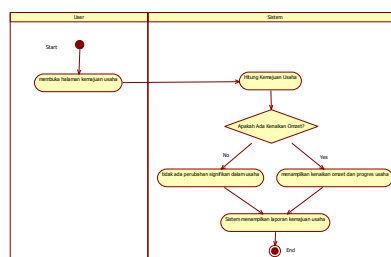 User
Sistem
Start
membuka halaman kemajuan usaha
Hitung Kemajuan Usaha
Apakah Ada Kenaikan Omzet?
No
Yes
tidak ada perubahan signifikan dalam usaha
menampilkan kenaikan omset dan progres usaha
Sistem menampilkan laporan kemajuan usaha
End